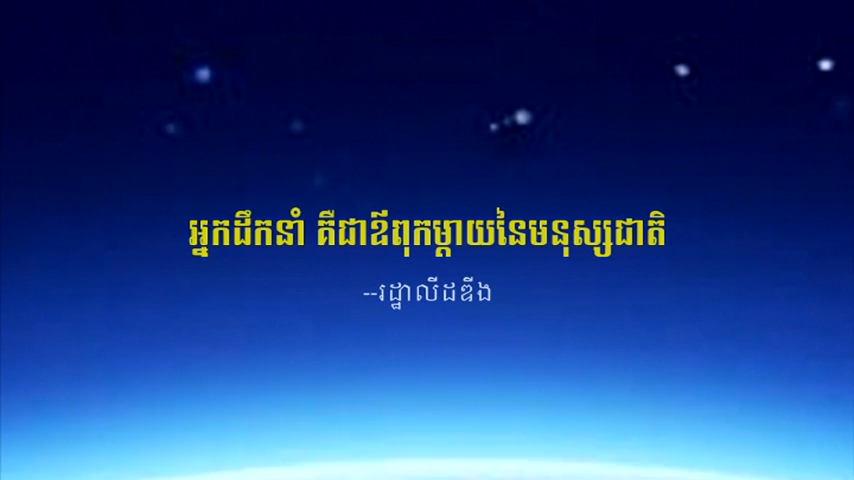 អ្នកដឹកនាំ គឺជាឪពុកម្ដាយនៃមនុស្សជាតិ
--រដ្ឋាលីដឌីង